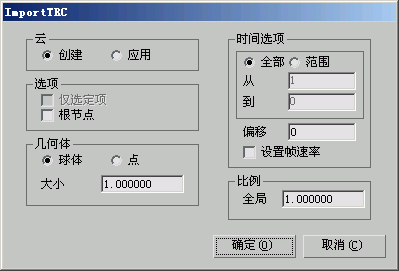 ImportTRC
云
创建 应用
选项
仅选定项
根节点
几何体
球体 点
大小 1.000000
时间选项
全部 范围
从 1
到 0
偏移 0
设置帧速率
比例
全局 1.000000
确定(O) 取消(C)